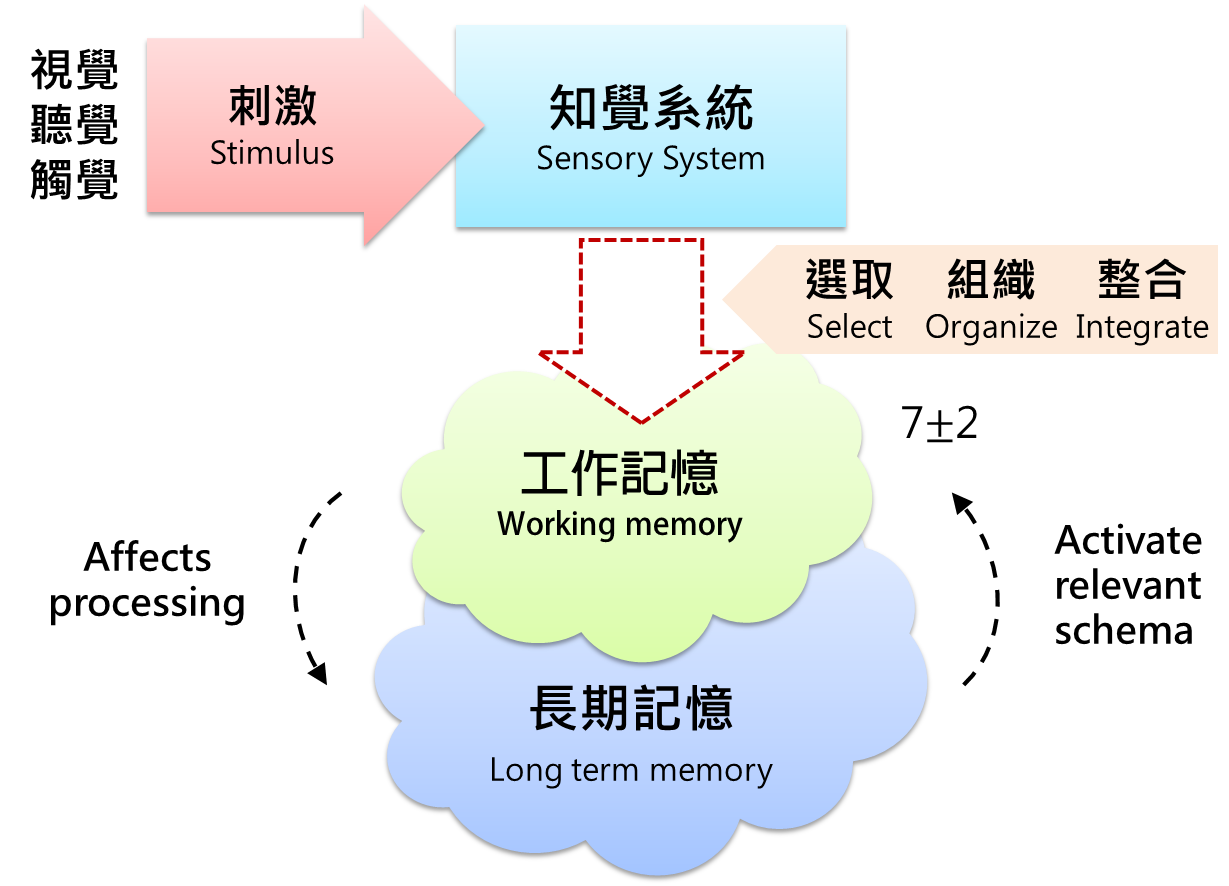 視覺
聽覺
觸覺
刺激
Stimulus
知覺系統
Sensory System
選取 組織 整合
Select Organize Integrate
7±2
工作記憶
Working memory
Affects
processing
Activate
relevant
schema
長期記憶
Long term memory